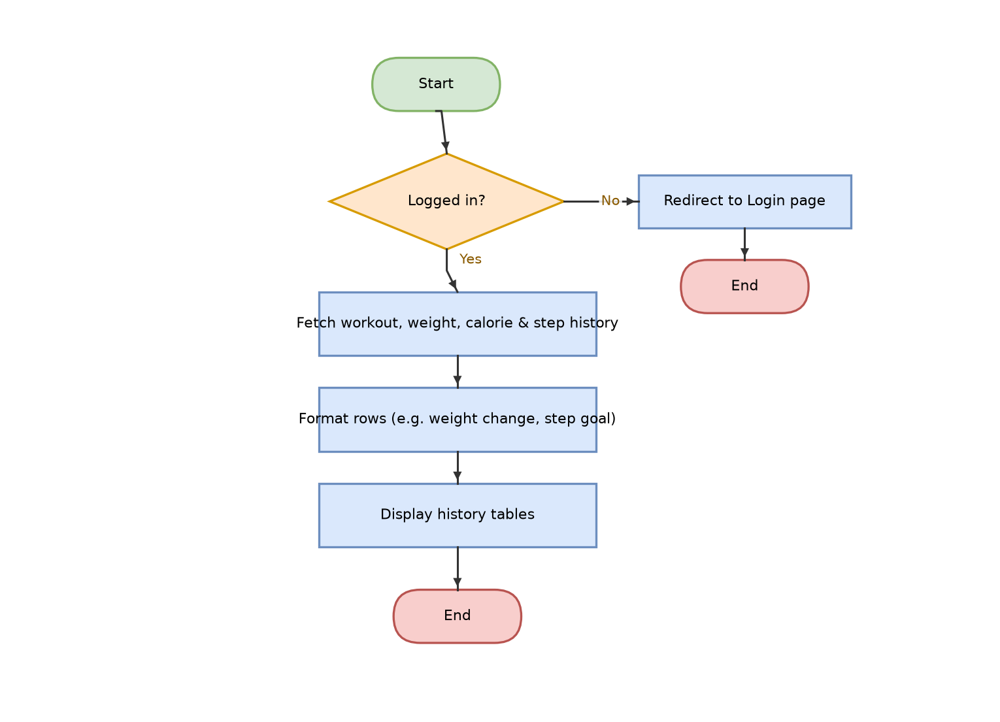 Start
Logged in?
No
Redirect to Login page
Yes
End
Fetch workout, weight, calorie & step history
Format rows (e.g. weight change, step goal)
Display history tables
End